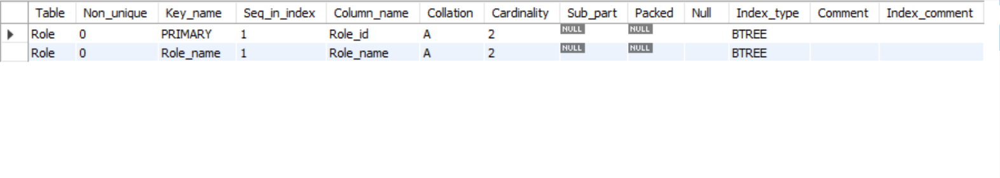 Table Non_unique Key_name Seq_in_index Column_name Collation Cardinality Sub_part Packed Null Index_type Comment Index_comment
Role 0 PRIMARY 1 Role_id A 2 NULL NULL BTREE
Role 0 Role_name 1 Role_name A 2 NULL NULL BTREE